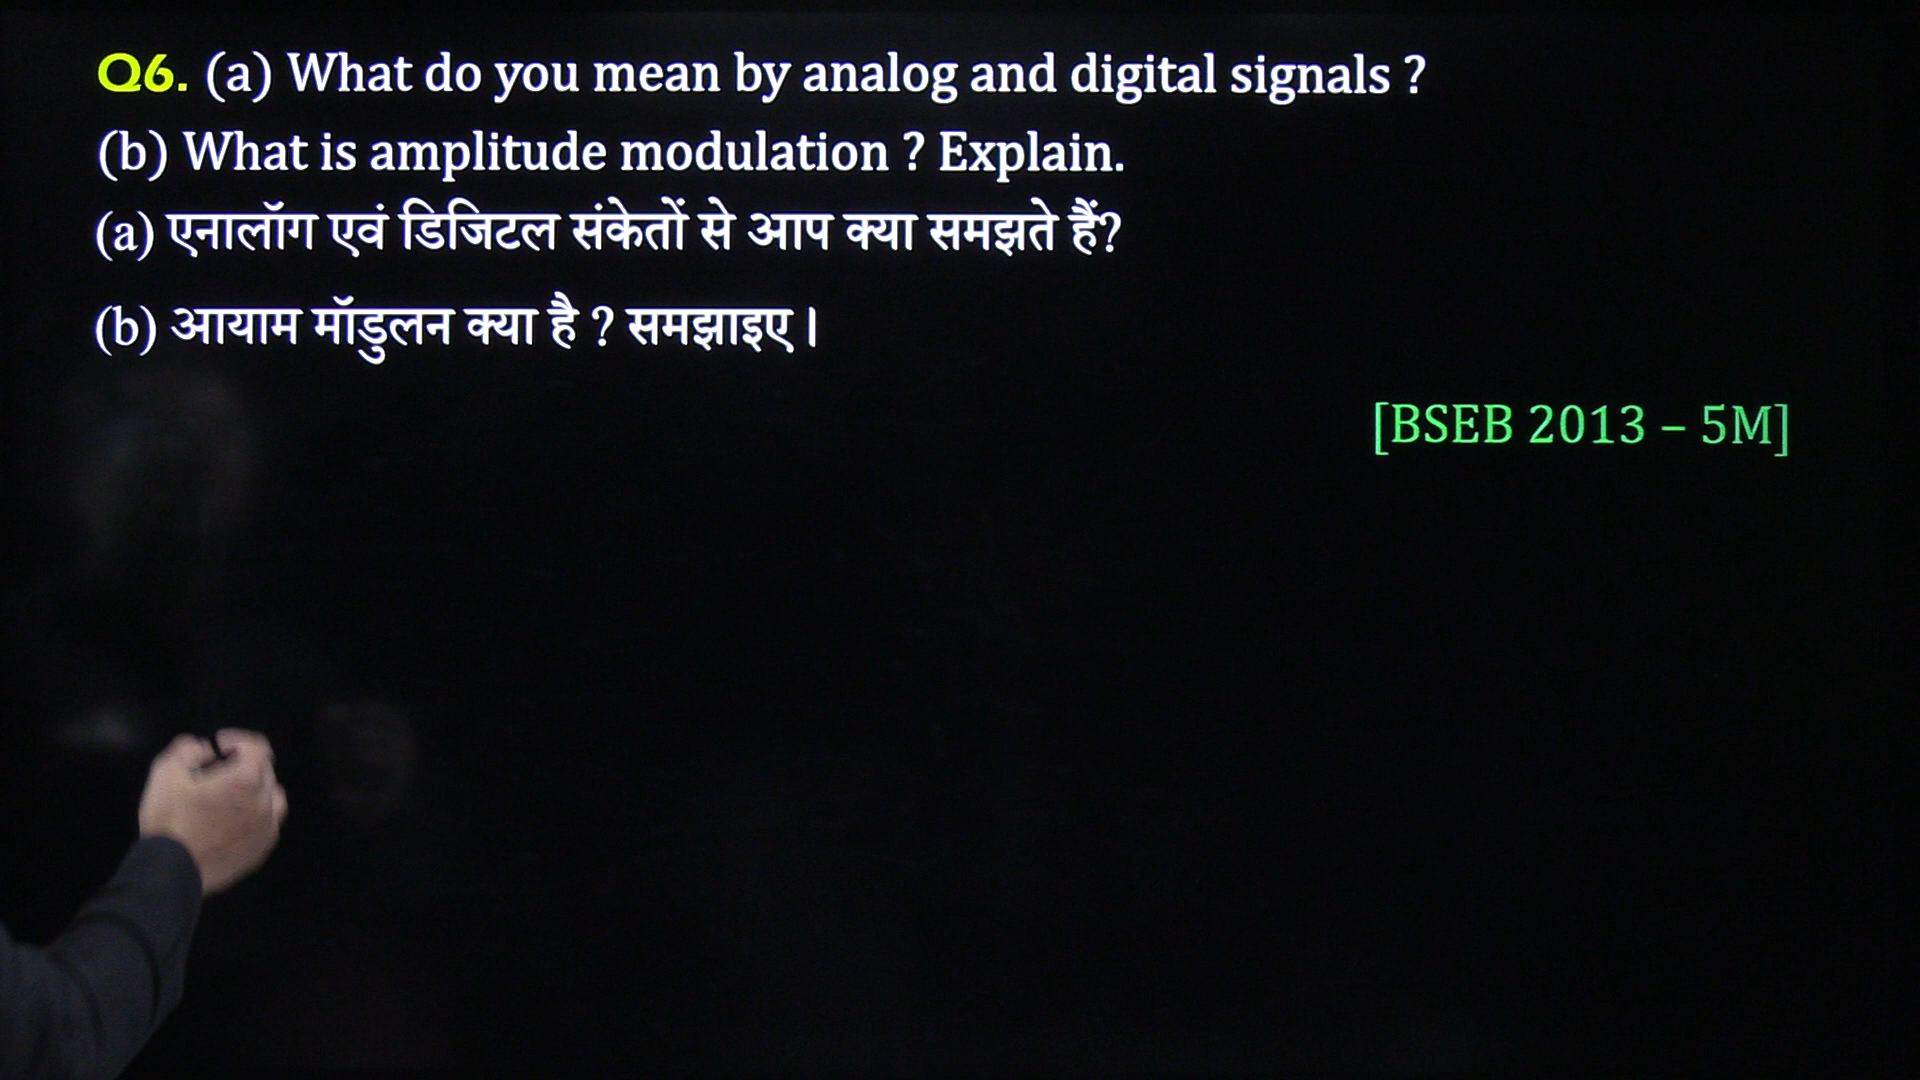 Q6. (a) What do you mean by analog and digital signals ?
(b) What is amplitude modulation ? Explain.
(a) एनालॉग एवं डिजिटल संकेतों से आप क्या समझते हैं?
(b) आयाम मॉडुलन क्या है ? समझाइए।
[BSEB 2013 – 5M]